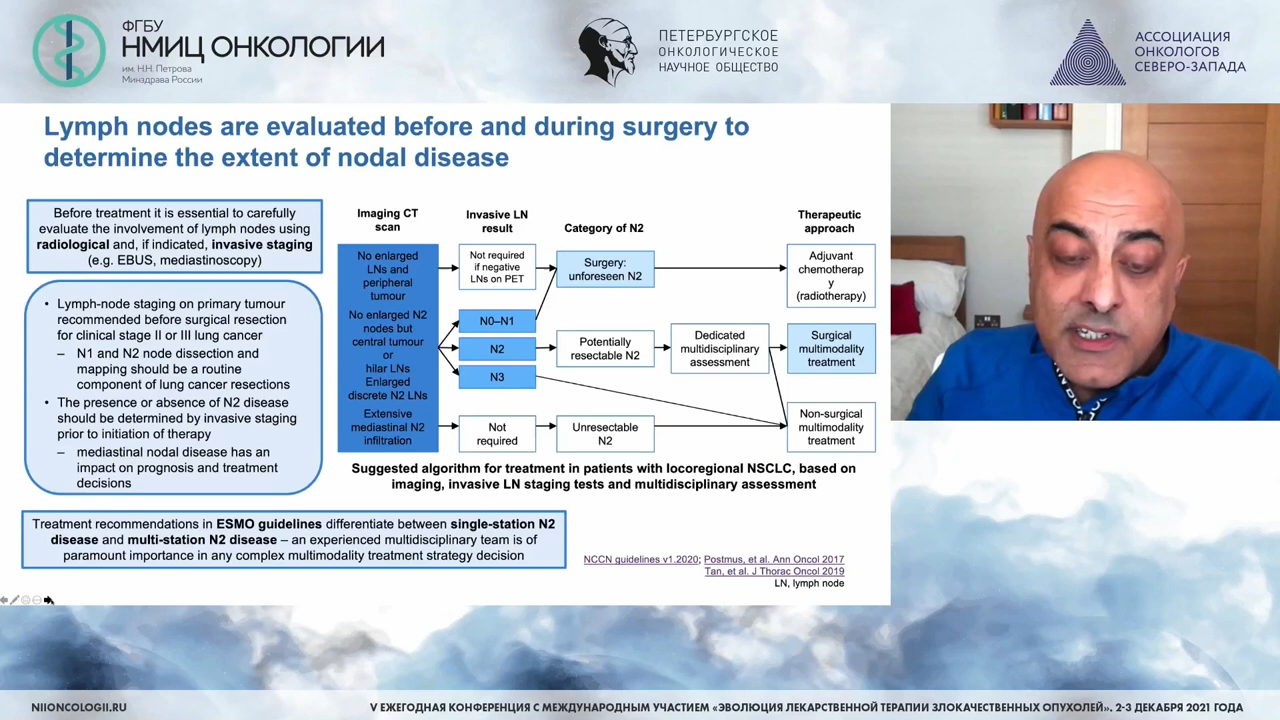 ФГБУ
НМИЦ ОНКОЛОГИИ
им. Н.Н. Петрова
Минздрава России
ПЕТЕРБУРГСКОЕ
ОНКОЛОГИЧЕСКОЕ
НАУЧНОЕ ОБЩЕСТВО
АССОЦИАЦИЯ
ОНКОЛОГОВ
СЕВЕРО-ЗАПАДА
Lymph nodes are evaluated before and during surgery to
determine the extent of nodal disease
Before treatment it is essential to carefully
evaluate the involvement of lymph nodes using
radiological and, if indicated, invasive staging
(e.g. EBUS, mediastinoscopy)
• Lymph-node staging on primary tumour
recommended before surgical resection
for clinical stage II or III lung cancer
– N1 and N2 node dissection and
mapping should be a routine
component of lung cancer resections
• The presence or absence of N2 disease
should be determined by invasive staging
prior to initiation of therapy
– mediastinal nodal disease has an
impact on prognosis and treatment
decisions
Imaging CT
scan
Invasive LN
result
Category of N2
Therapeutic
approach
No enlarged
LNs and
peripheral
tumour
Not required
if negative
LNs on PET
Surgery:
unforeseen N2
Adjuvant
chemotherap
y
(radiotherapy)
No enlarged N2
nodes but
central tumour
or
hilar LNs
Enlarged
discrete N2 LNs
N0–N1
N2
N3
Potentially
resectable N2
Dedicated
multidisciplinary
assessment
Surgical
multimodality
treatment
Extensive
mediastinal N2
infiltration
Not
required
Unresectable
N2
Non-surgical
multimodality
treatment
Suggested algorithm for treatment in patients with locoregional NSCLC, based on
imaging, invasive LN staging tests and multidisciplinary assessment
Treatment recommendations in ESMO guidelines differentiate between single-station N2
disease and multi-station N2 disease – an experienced multidisciplinary team is of
paramount importance in any complex multimodality treatment strategy decision
NCCN guidelines v1.2020; Postmus, et al. Ann Oncol 2017
Tan, et al. J Thorac Oncol 2019
LN, lymph node
NIIONCOLOGII.RU
V ЕЖЕГОДНАЯ КОНФЕРЕНЦИЯ С МЕЖДУНАРОДНЫМ УЧАСТИЕМ «ЭВОЛЮЦИЯ ЛЕКАРСТВЕННОЙ ТЕРАПИИ ЗЛОКАЧЕСТВЕННЫХ ОПУХОЛЕЙ». 2-3 ДЕКАБРЯ 2021 ГОДА